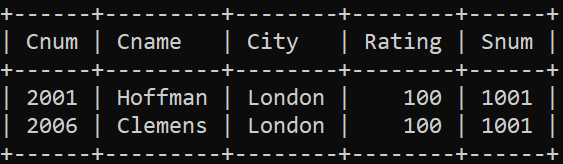 +------+---------+--------+--------+------+
| Cnum | Cname   | City   | Rating | Snum |
+------+---------+--------+--------+------+
| 2001 | Hoffman | London |    100 | 1001 |
| 2006 | Clemens | London |    100 | 1001 |
+------+---------+--------+--------+------+